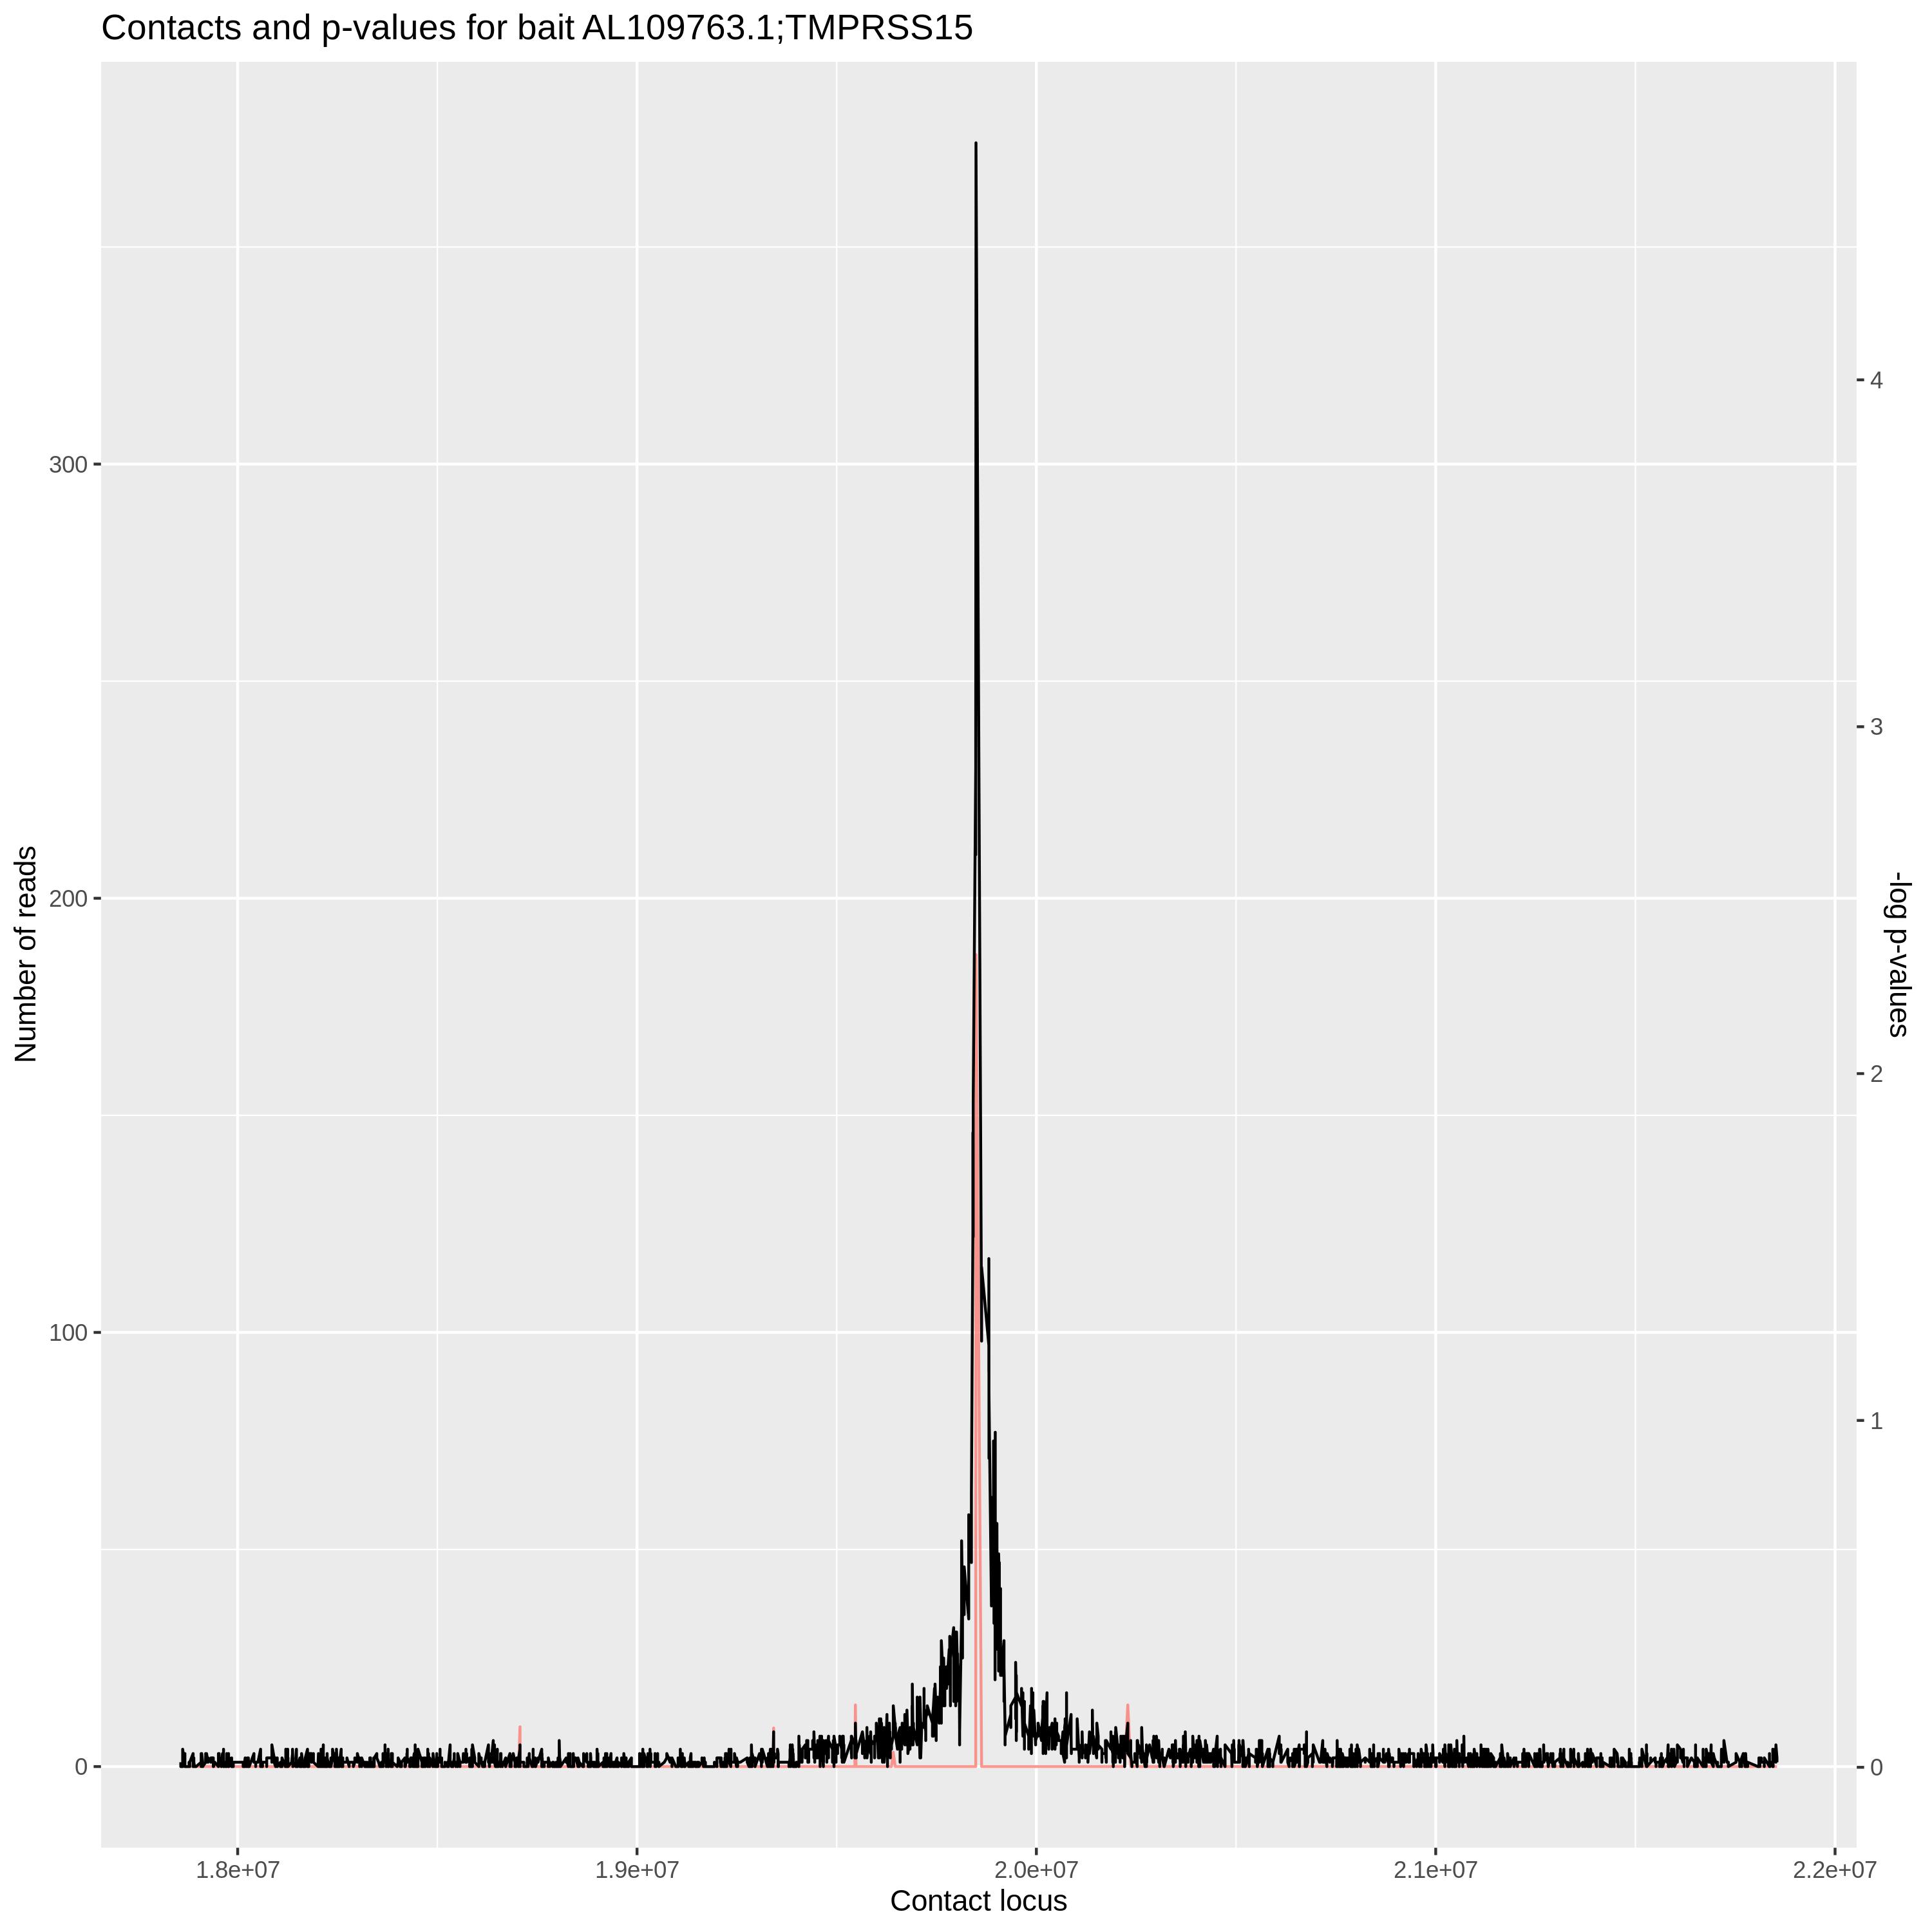 Contacts and p-values for bait AL109763.1;TMPRSS15
Number of reads
300
200
100
0
4
3
2
1
0
-log p-values
1.8e+07
1.9e+07
2.0e+07
2.1e+07
2.2e+07
Contact locus